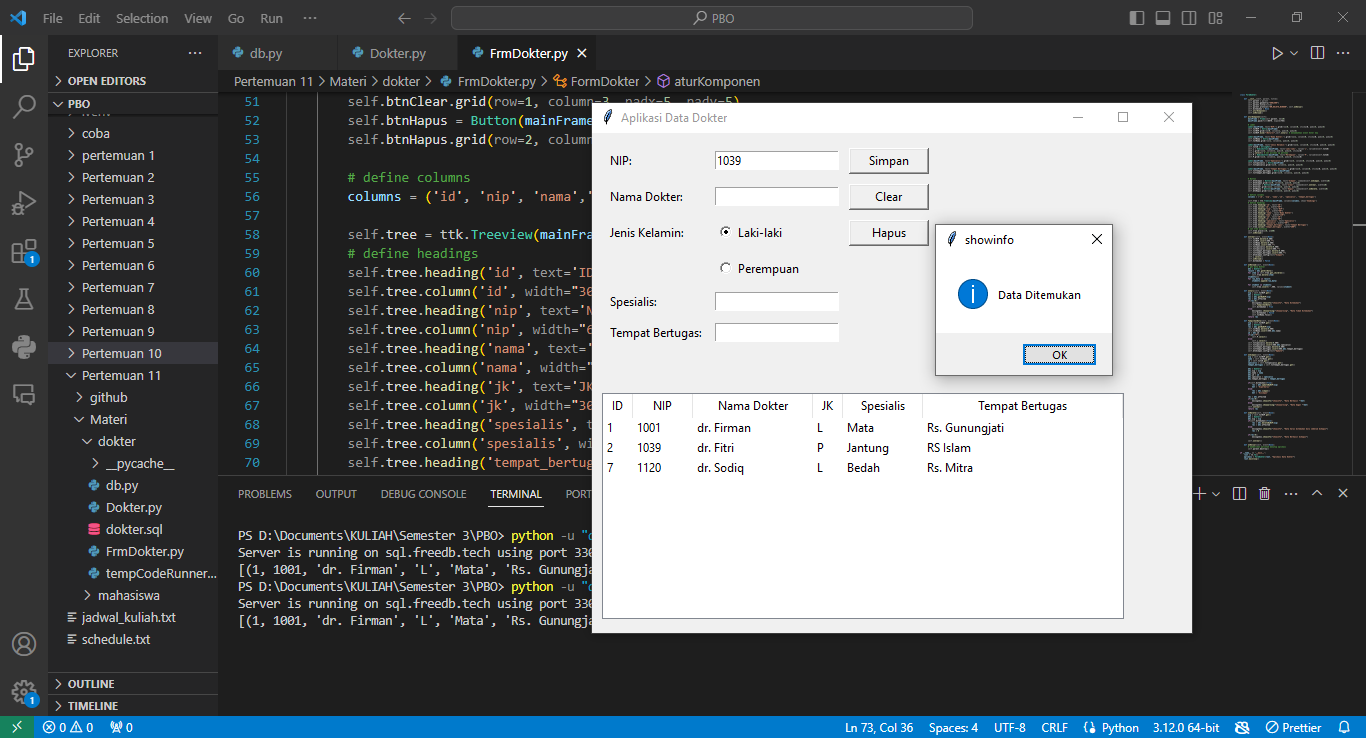 File Edit Selection View Go Run ··· PBO
EXPLORER ···
OPEN EDITORS
PBO
coba
pertemuan 1
Pertemuan 2
Pertemuan 3
Pertemuan 4
Pertemuan 5
Pertemuan 6
Pertemuan 7
Pertemuan 8
Pertemuan 9
Pertemuan 10
Pertemuan 11
github
Materi
dokter
__pycache__
db.py
Dokter.py
dokter.sql
FrmDokter.py
tempCodeRunner...
mahasiswa
jadwal_kuliah.txt
schedule.txt
OUTLINE
TIMELINE
1
1
db.py Dokter.py FrmDokter.py
Pertemuan 11 > Materi > dokter > FrmDokter.py > FormDokter > aturKomponen
51 self.btnClear.grid(row=1, column=3, padx=5, pady=5)
52 self.btnHapus = Button(mainFrame
53 self.btnHapus.grid(row=2, colum
54
55 # define columns
56 columns = ('id', 'nip', 'nama','
57
58 self.tree = ttk.Treeview(mainFra
59 # define headings
60 self.tree.heading('id', text='ID
61 self.tree.column('id', width="30
62 self.tree.heading('nip', text='N
63 self.tree.column('nip', width="6
64 self.tree.heading('nama', text='
65 self.tree.column('nama', width="
66 self.tree.heading('jk', text='JK
67 self.tree.column('jk', width="30
68 self.tree.heading('spesialis', t
69 self.tree.column('spesialis', wi
70 self.tree.heading('tempat_bertug
Aplikasi Data Dokter
NIP: 1039 Simpan
Nama Dokter: Clear
Jenis Kelamin: Laki-laki Hapus
Perempuan
Spesialis:
Tempat Bertugas:
showinfo
Data Ditemukan
OK
ID NIP Nama Dokter JK Spesialis Tempat Bertugas
1 1001 dr. Firman L Mata Rs. Gunungjati
2 1039 dr. Fitri P Jantung RS Islam
7 1120 dr. Sodiq L Bedah Rs. Mitra
PROBLEMS OUTPUT DEBUG CONSOLE TERMINAL PORT
PS D:\Documents\KULIAH\Semester 3\PBO> python -u "d
Server is running on sql.freedb.tech using port 330
[(1, 1001, 'dr. Firman', 'L', 'Mata', 'Rs. Gunungja
PS D:\Documents\KULIAH\Semester 3\PBO> python -u "d
Server is running on sql.freedb.tech using port 330
[(1, 1001, 'dr. Firman', 'L', 'Mata', 'Rs. Gunungja
0 0 0 Ln 73, Col 36 Spaces: 4 UTF-8 CRLF Python 3.12.0 64-bit Prettier